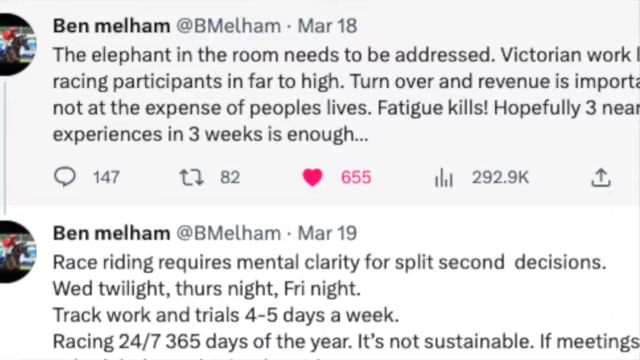 Ben melham @BMelham · Mar 18
The elephant in the room needs to be addressed. Victorian work
racing participants in far to high. Turn over and revenue is
not at the expense of peoples lives. Fatigue kills! Hopefully 3
experiences in 3 weeks is enough...
147 82 655 292.9K
Ben melham @BMelham · Mar 19
Race riding requires mental clarity for split second decisions.
Wed twilight, thurs night, Fri night.
Track work and trials 4-5 days a week.
Racing 24/7 365 days of the year. It's not sustainable. If meetings